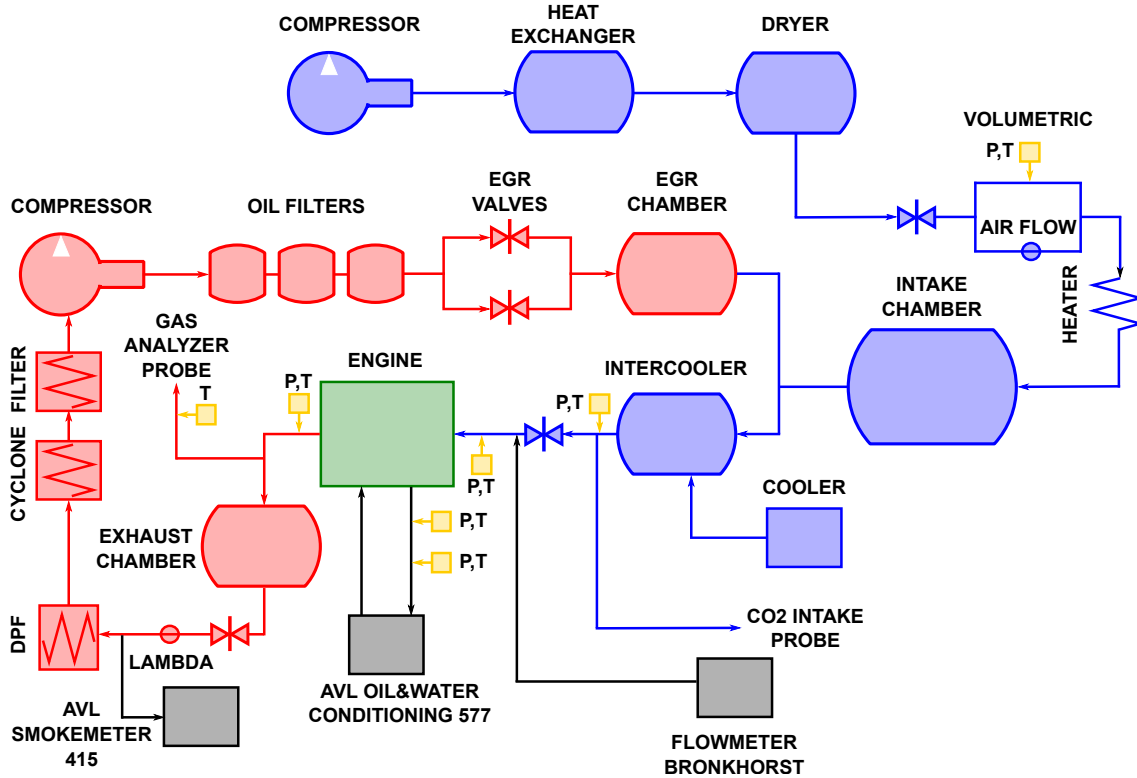 COMPRESSOR
HEAT
EXCHANGER
DRYER
VOLUMETRIC
P,T
AIR FLOW
HEATER
COMPRESSOR
OIL FILTERS
EGR
VALVES
EGR
CHAMBER
INTAKE
CHAMBER
GAS
ANALYZER
PROBE
T
CYCLONE FILTER
P,T
ENGINE
P,T
INTERCOOLER
P,T
COOLER
P,T
P,T
EXHAUST
CHAMBER
DPF
LAMBDA
CO2 INTAKE
PROBE
AVL
SMOKEMETER
415
AVL OIL&WATER
CONDITIONING 577
FLOWMETER
BRONKHORST